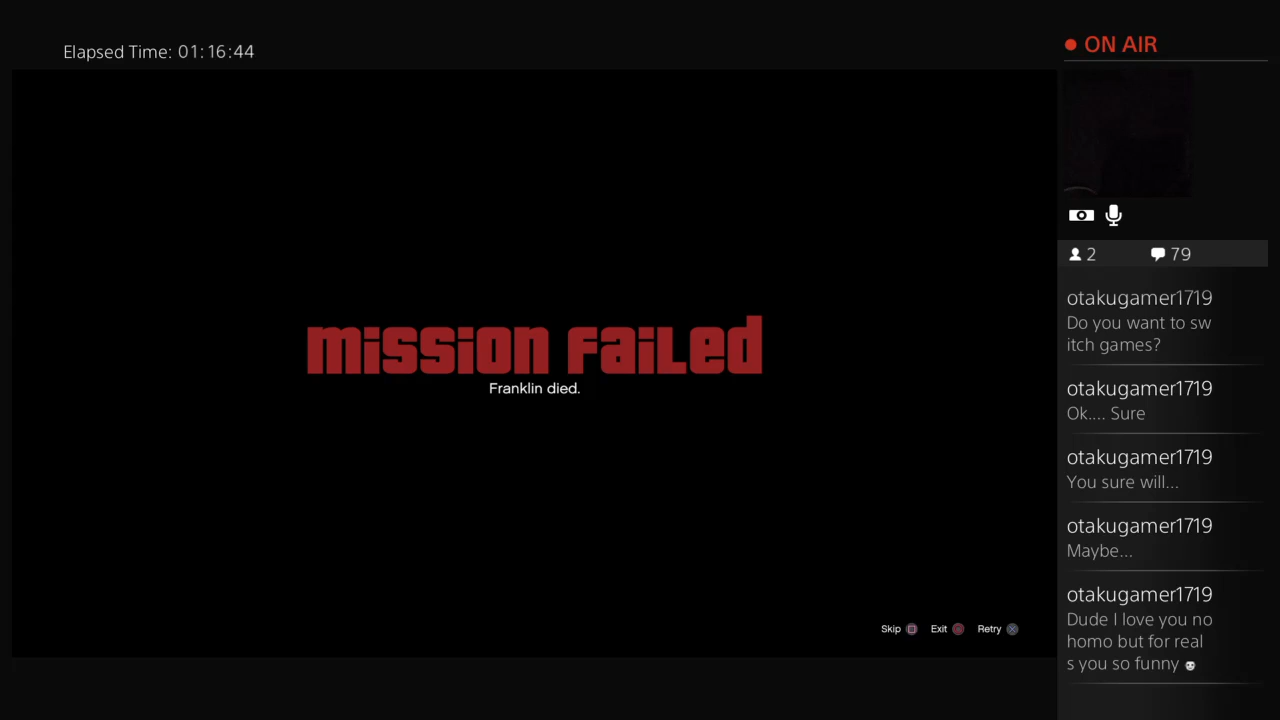 Elapsed Time: 01:16:44
ON AIR
2 79
mission failed
Franklin died.
Skip Exit Retry
otakugamer1719
Do you want to sw
itch games?
otakugamer1719
Ok.... Sure
otakugamer1719
You sure will...
otakugamer1719
Maybe...
otakugamer1719
Dude I love you no
homo but for real
s you so funny